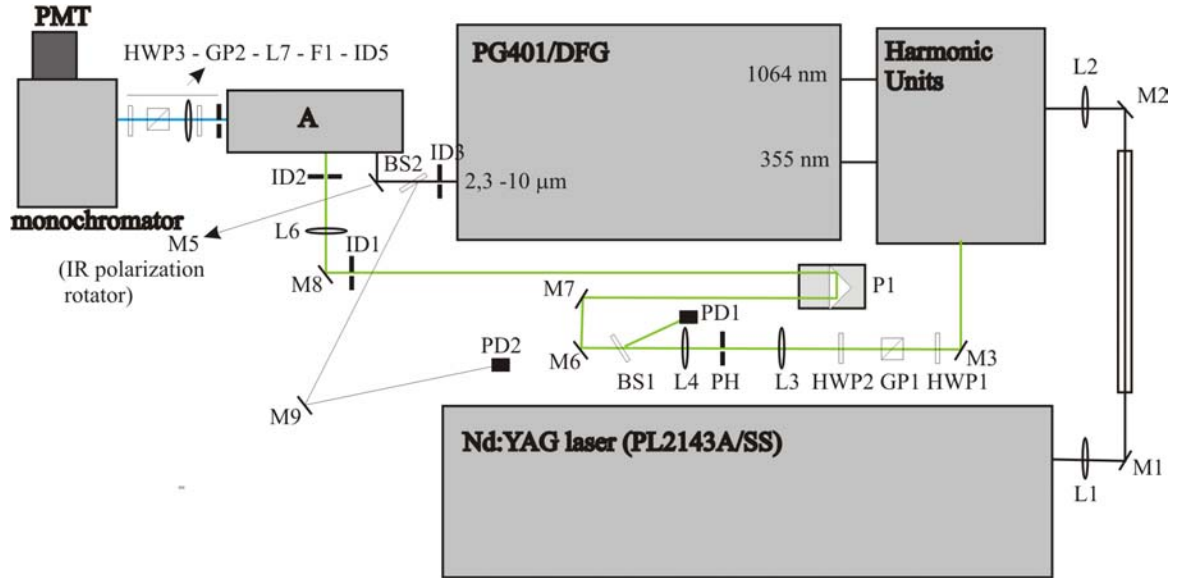 PMT
HWP3 - GP2 - L7 - F1 - ID5
monochromator
A
ID2
BS2
ID3
L6
ID1
M5
(IR polarization
rotator)
M8
M9
PD2
PG401/DFG
1064 nm
355 nm
2,3 -10 μm
Harmonic
Units
L2
M2
M7
P1
PD1
M6
BS1
L4
PH
L3
HWP2
GP1
HWP1
M3
Nd:YAG laser (PL2143A/SS)
M1
L1